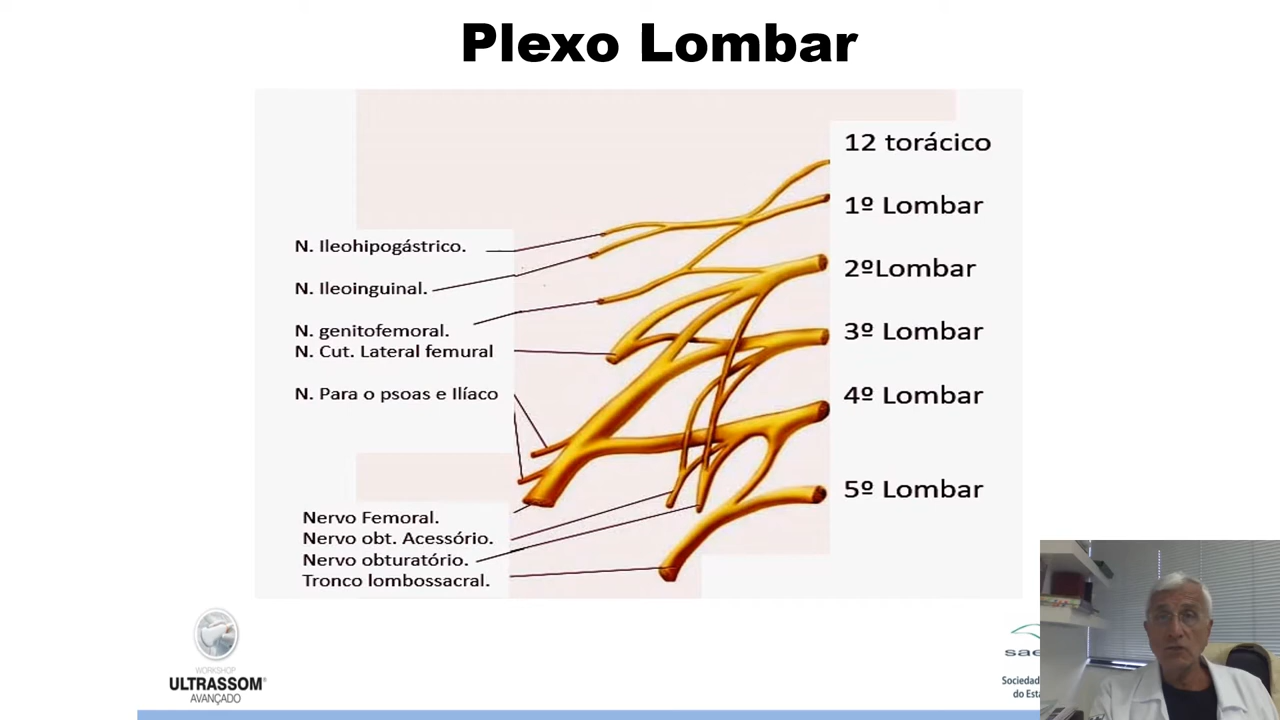 Plexo Lombar
12 torácico
1º Lombar
2ºLombar
3º Lombar
4º Lombar
5º Lombar
N. Ileohipogástrico.
N. Ileoinguinal.
N. genitofemoral.
N. Cut. Lateral femural
N. Para o psoas e Ilíaco
Nervo Femoral.
Nervo obt. Acessório.
Nervo obturatório.
Tronco lombossacral.
WORKSHOP
ULTRASSOM
AVANÇADO
sae
Sociedade
do Esta